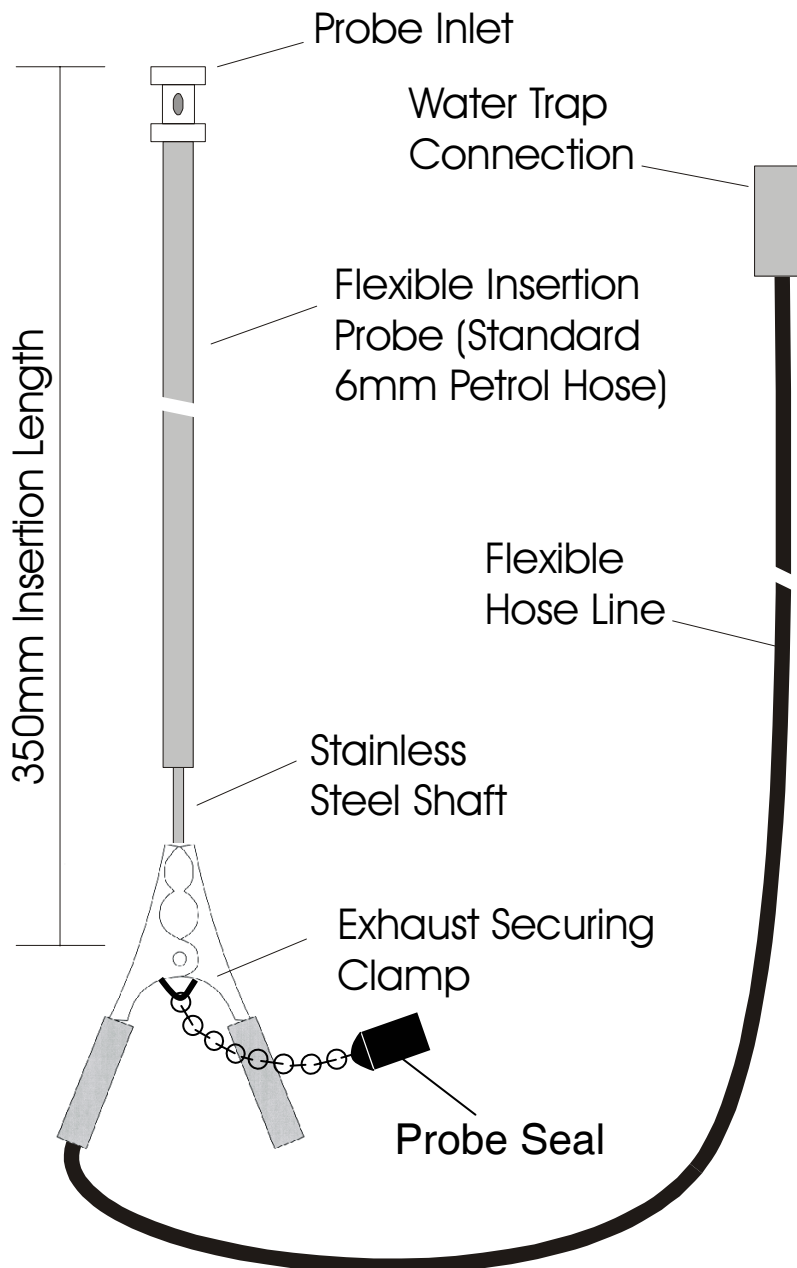 Probe Inlet
Water Trap
Connection
Flexible Insertion
Probe (Standard
6mm Petrol Hose)
350mm Insertion Length
Flexible
Hose Line
Stainless
Steel Shaft
Exhaust Securing
Clamp
Probe Seal